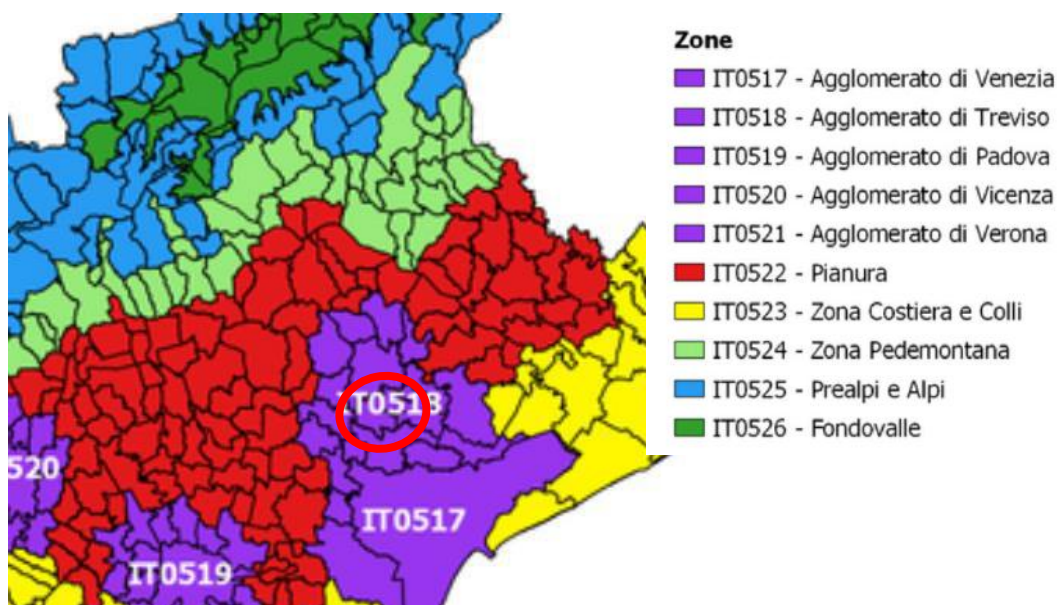 Zone
IT0517 - Agglomerato di Venezia
IT0518 - Agglomerato di Treviso
IT0519 - Agglomerato di Padova
IT0520 - Agglomerato di Vicenza
IT0521 - Agglomerato di Verona
IT0522 - Pianura
IT0523 - Zona Costiera e Colli
IT0524 - Zona Pedemontana
IT0525 - Prealpi e Alpi
IT0526 - Fondovalle
IT0518
520
IT0517
IT0519